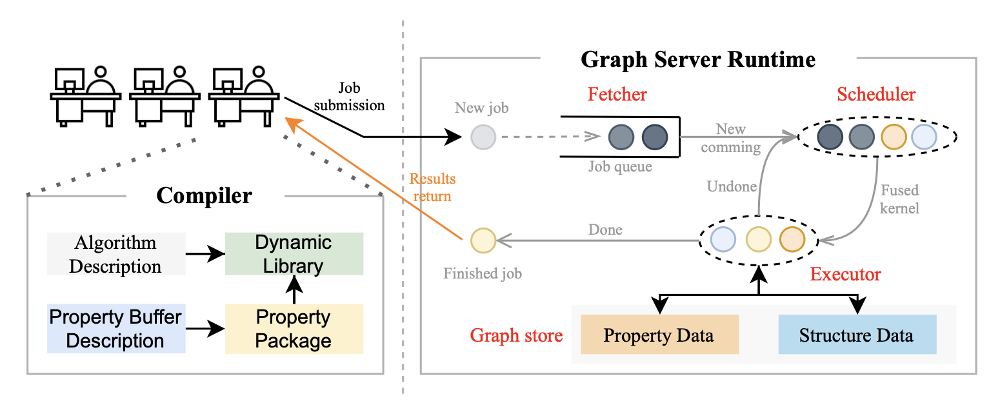 Job
submission
Results
return
Compiler
Algorithm
Description
Dynamic
Library
Property Buffer
Description
Property
Package
Graph Server Runtime
Fetcher
Scheduler
New job
New
comming
Job queue
Undone
Fused
kernel
Done
Finished job
Executor
Graph store
Property Data
Structure Data